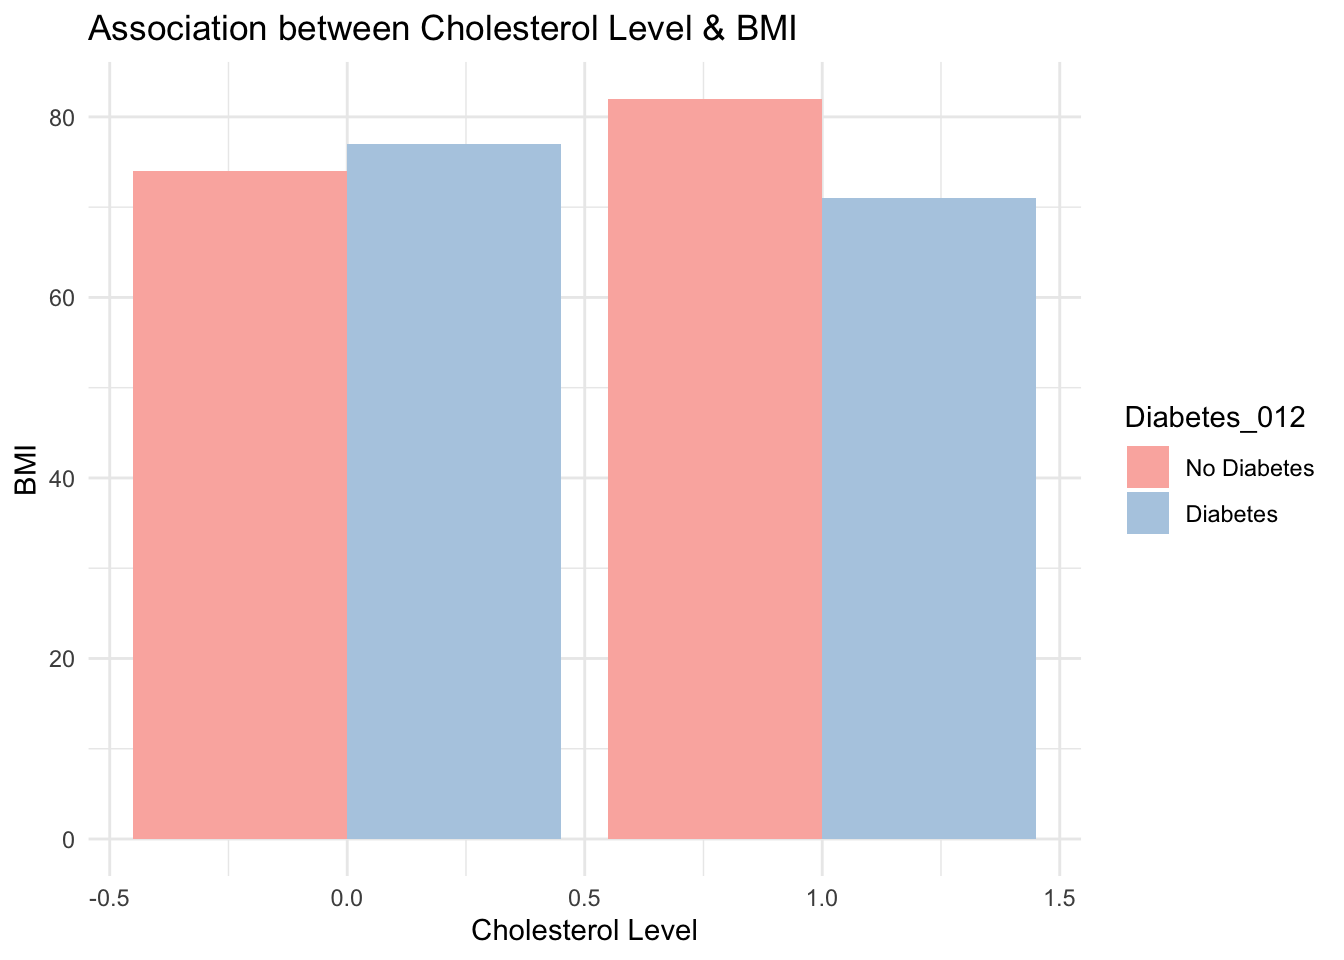 Association between Cholesterol Level & BMI
80
60
40
20
0
BMI
-0.5
0.0
0.5
1.0
1.5
Cholesterol Level
Diabetes_012
No Diabetes
Diabetes